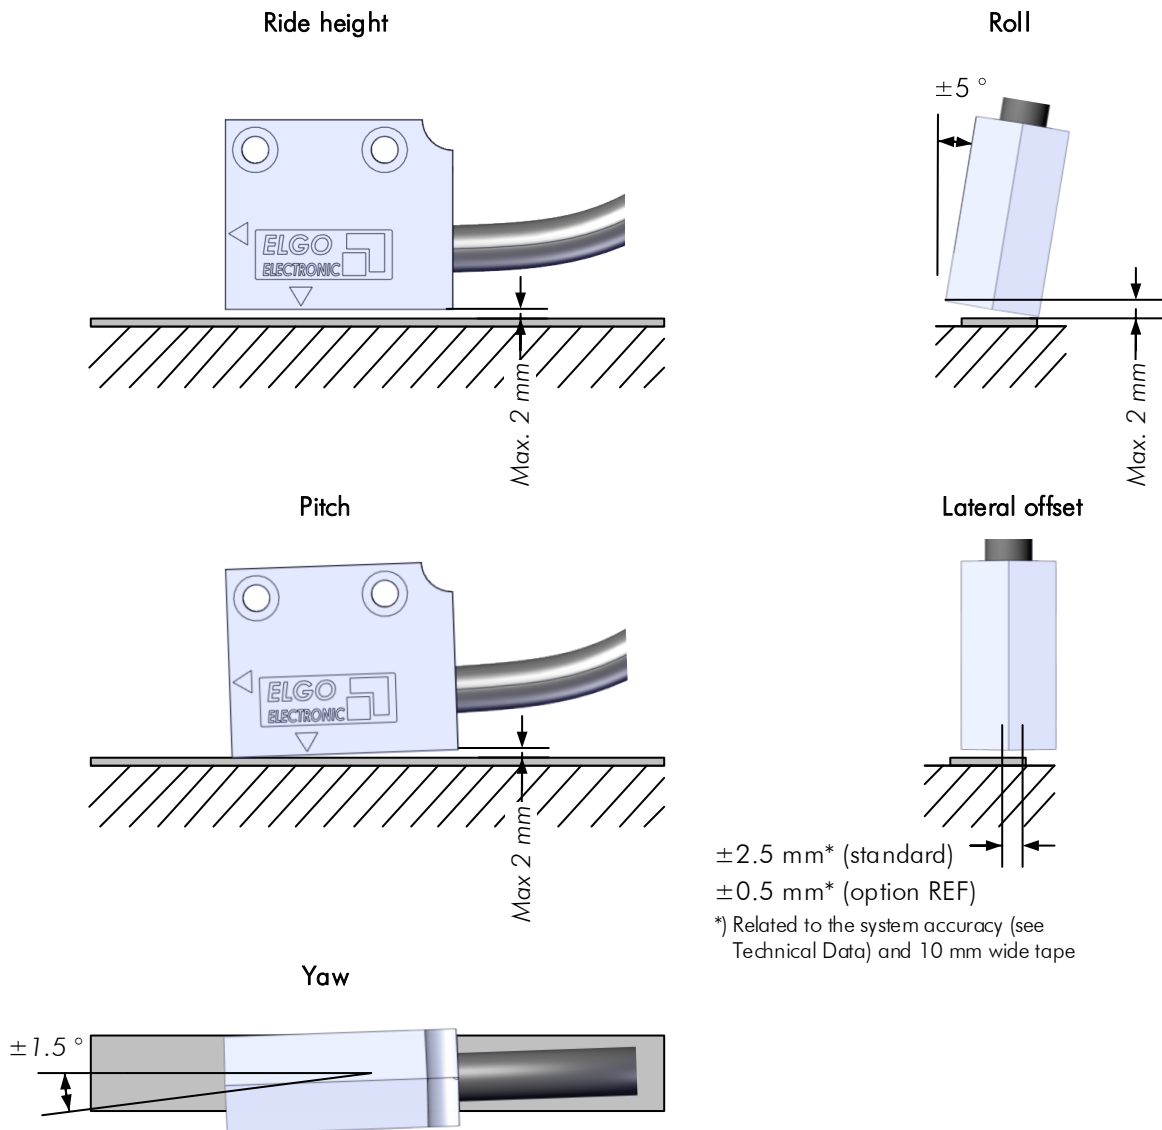 Ride height
Roll
±5 °
ELGO
ELECTRONIC
Max. 2 mm
Max. 2 mm
Pitch
Lateral offset
ELGO
ELECTRONIC
Max 2 mm
±2.5 mm* (standard)
±0.5 mm* (option REF)
*) Related to the system accuracy (see
Technical Data) and 10 mm wide tape
Yaw
±1.5 °